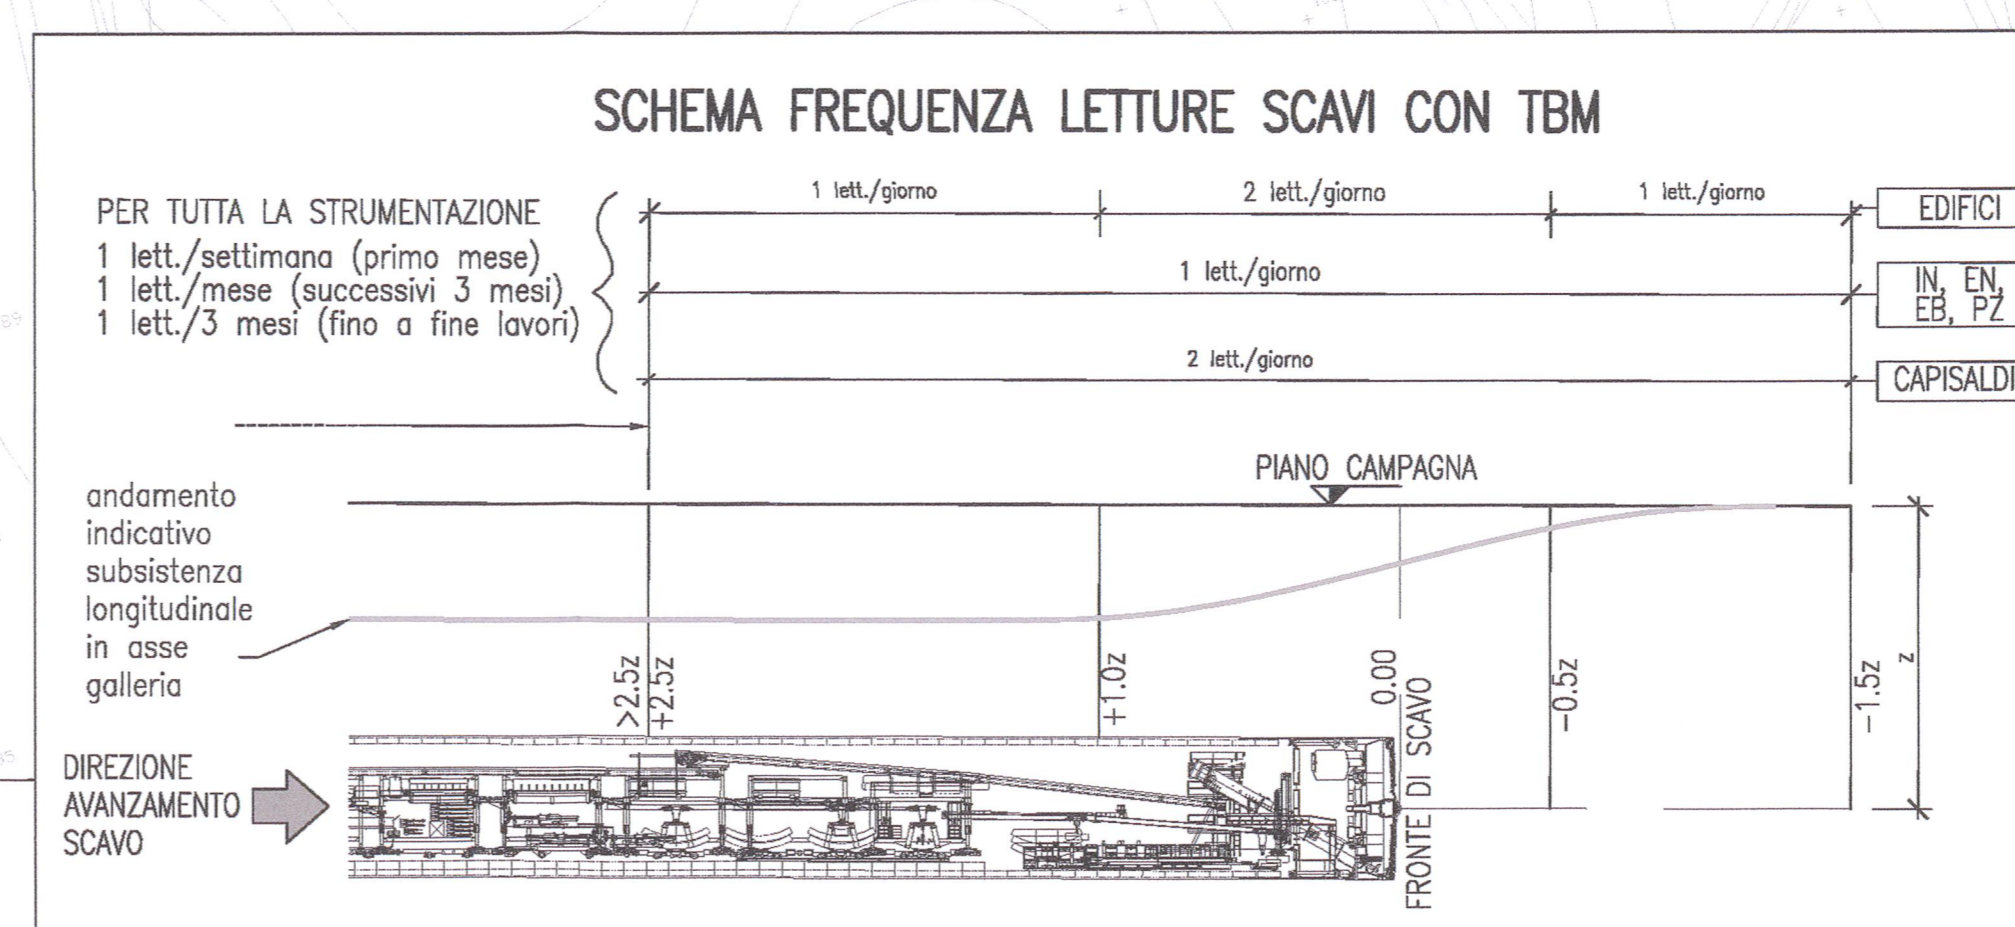 SCHEMA FREQUENZA LETTURE SCAVI CON TBM
1 lett./giorno
2 lett./giorno
1 lett./giorno
EDIFICI
PER TUTTA LA STRUMENTAZIONE
1 lett./settimana (primo mese)
1 lett./mese (successivi 3 mesi)
1 lett./3 mesi (fino a fine lavori)
1 lett./giorno
IN, EN,
EB, PZ
2 lett./giorno
CAPISALDI
PIANO CAMPAGNA
andamento
indicativo
subsistenza
longitudinale
in asse
galleria
>2.5z
+2.5z
+1.0z
0.00
FRONTE DI SCAVO
-0.5z
-1.5z
z
DIREZIONE
AVANZAMENTO
SCAVO